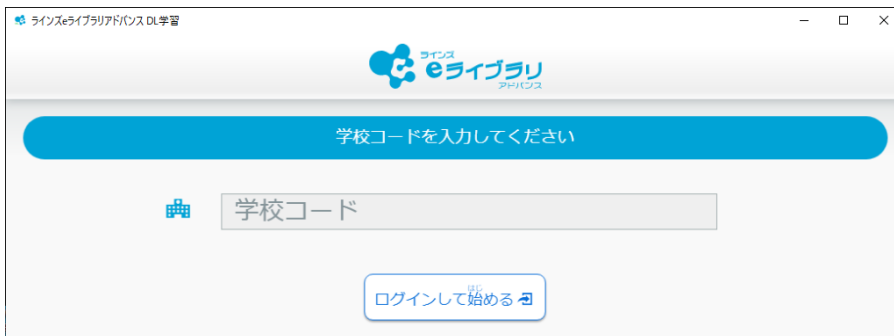 ラインズeライブラリアドバンス DL学習
ラインズ
eライブラリ
アドバンス
学校コードを入力してください
学校コード
はじ
ログインして始める